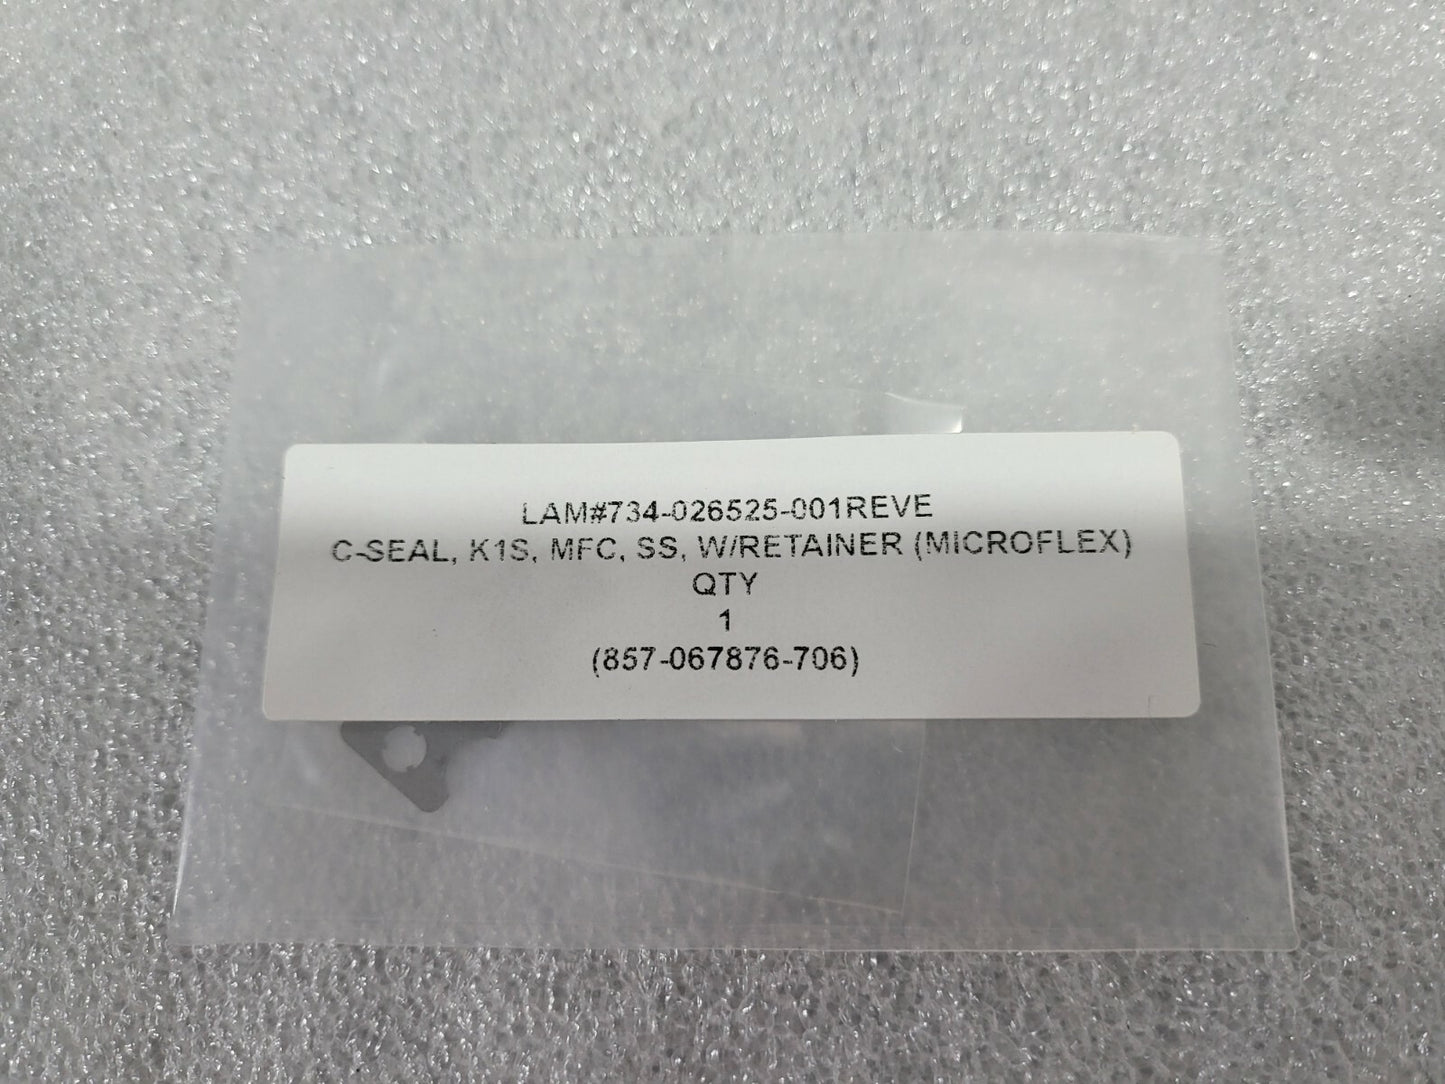 LAM#734-026525-001REVE
C-SEAL, K1S, MFC, SS, W/RETAINER (MICROFLEX)
QTY
1
(857-067876-706)